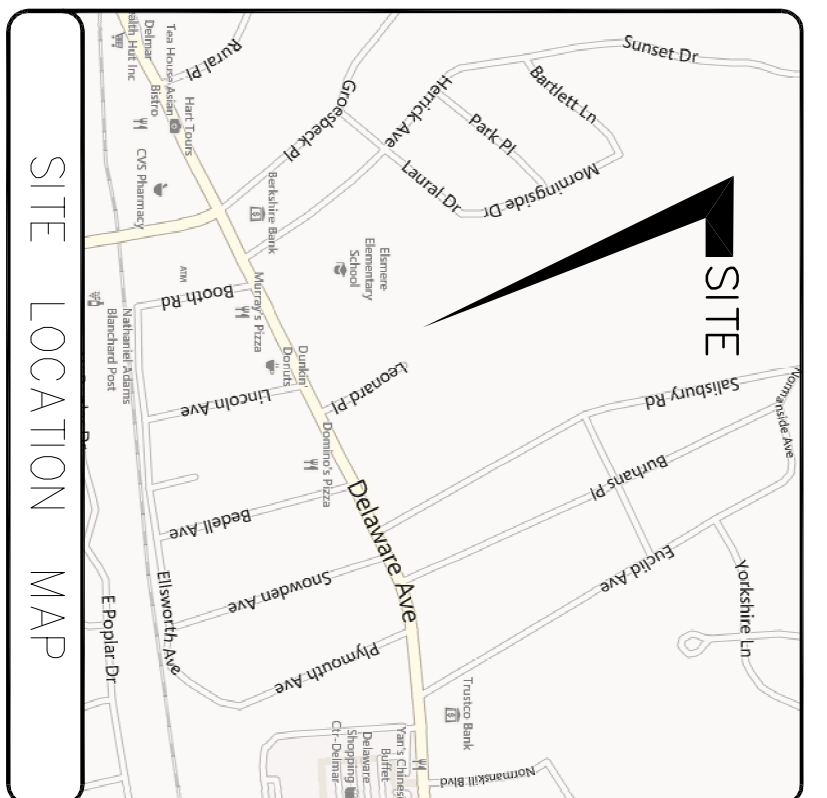 SITE LOCATION MAP
SITE
Sunset Dr
Bartlett Ln
Herrick Ave
Park Pl
Morningside Dr
Laural Dr
Groesbeck Pl
Rural Pl
alth Hut Inc
Delmar
Bistro
Tea House Asian
Hart Tours
CVS Pharmacy
Berkshire Bank
Elsmere
Elementary
School
ATM
Booth Rd
Murray's Pizza
Nathaniel Adams
Blanchard Post
Dunkin'
Donuts
Lincoln Ave
Leonard Pl
Domino's Pizza
Salisbury Rd
Normanside Ave
Burhans Pl
Bedell Ave
Delaware Ave
Euclid Ave
Snowden Ave
Ellsworth Ave
E Poplar Dr
Yorkshire Ln
Plymouth Ave
Trustco Bank
Yan's Chinese
Buffet
Delaware
Shopping
Ctr-Delmar
Normanskill Blvd